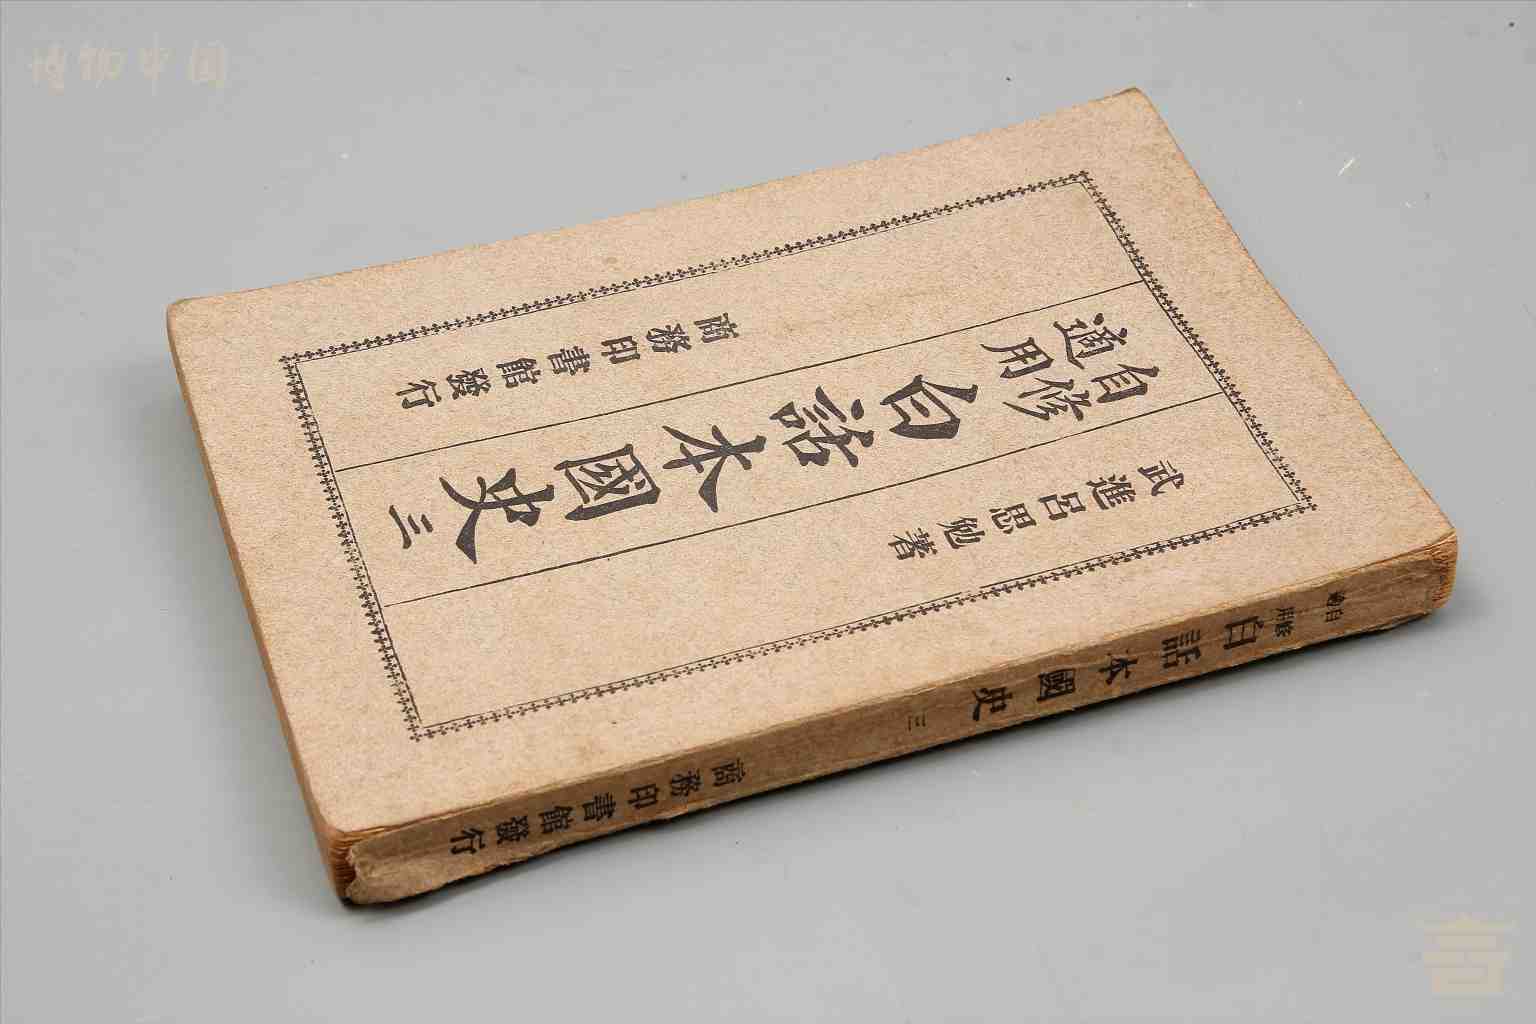 博物中国
武進呂思勉著
自修
適用
白話本國史 三
商務印書館發行
自修
適用
白話本國史
三
商務印書館發行